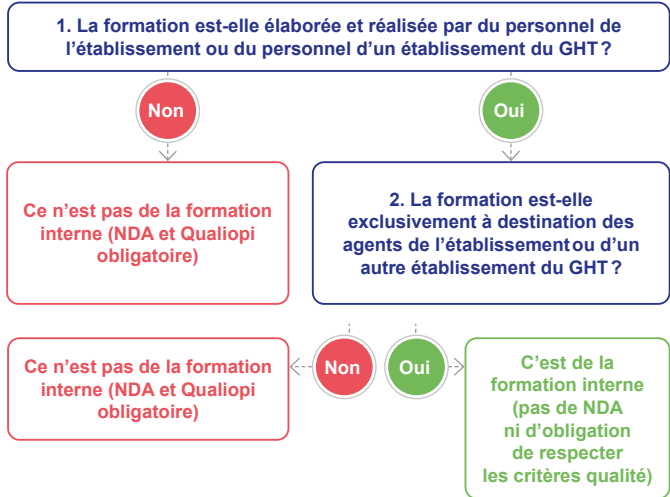 1. La formation est-elle élaborée et réalisée par du personnel de
l'établissement ou du personnel d'un établissement du GHT ?
Non
Oui
Ce n'est pas de la formation
interne (NDA et Qualiopi
obligatoire)
2. La formation est-elle
exclusivement à destination des
agents de l'établissement ou d'un
autre établissement du GHT ?
Ce n'est pas de la formation
interne (NDA et Qualiopi
obligatoire)
Non
Oui
C'est de la
formation interne
(pas de NDA
ni d'obligation
de respecter
les critères qualité)